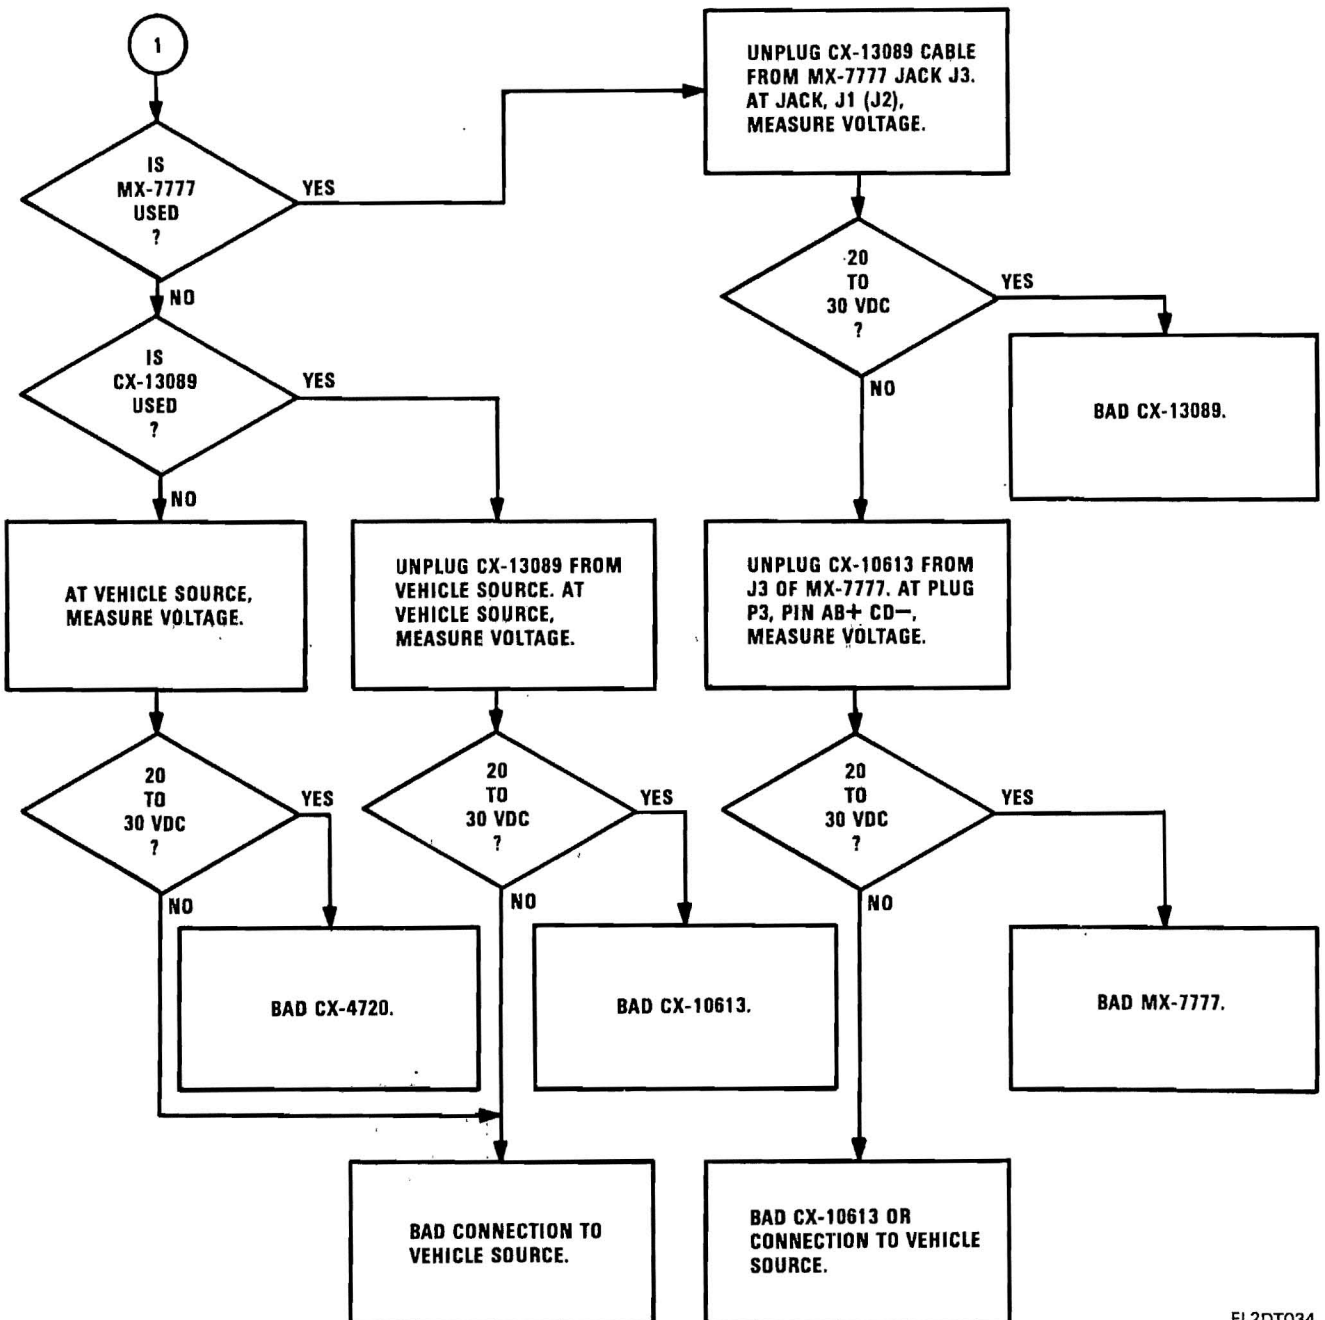 1
IS
MX-7777
USED
?
YES
NO
UNPLUG CX-13089 CABLE
FROM MX-7777 JACK J3.
AT JACK, J1 (J2),
MEASURE VOLTAGE.
20
TO
30 VDC
?
YES
NO
BAD CX-13089.
IS
CX-13089
USED
?
YES
NO
AT VEHICLE SOURCE,
MEASURE VOLTAGE.
UNPLUG CX-13089 FROM
VEHICLE SOURCE. AT
VEHICLE SOURCE,
MEASURE VOLTAGE.
UNPLUG CX-10613 FROM
J3 OF MX-7777. AT PLUG
P3, PIN AB+ CD—,
MEASURE VOLTAGE.
20
TO
30 VDC
?
YES
NO
20
TO
30 VDC
?
YES
NO
20
TO
30 VDC
?
YES
NO
BAD CX-4720.
BAD CX-10613.
BAD MX-7777.
BAD CONNECTION TO
VEHICLE SOURCE.
BAD CX-10613 OR
CONNECTION TO VEHICLE
SOURCE.